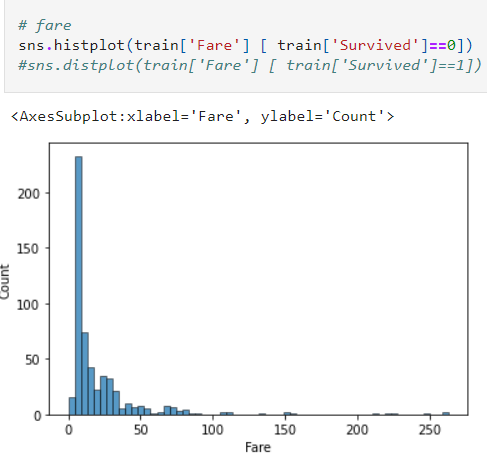 # fare
sns.histplot(train['Fare'] [ train['Survived']==0])
#sns.distplot(train['Fare'] [ train['Survived']==1])
<AxesSubplot:xlabel='Fare', ylabel='Count'>
200
150
100
50
0
Count
0 50 100 150 200 250
Fare